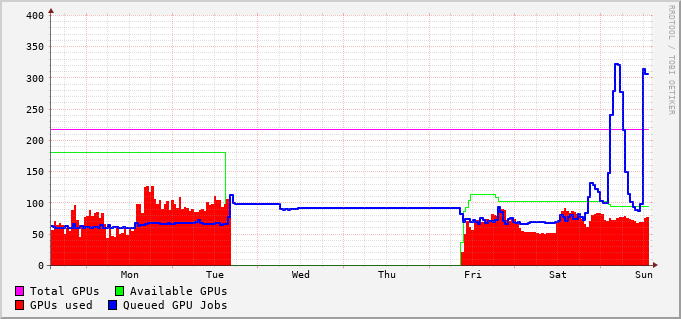 RRDTOOL / TOBI OETIKER
400
350
300
250
200
150
100
50
0
Mon Tue Wed Thu Fri Sat Sun
Total GPUs Available GPUs
GPUs used Queued GPU Jobs